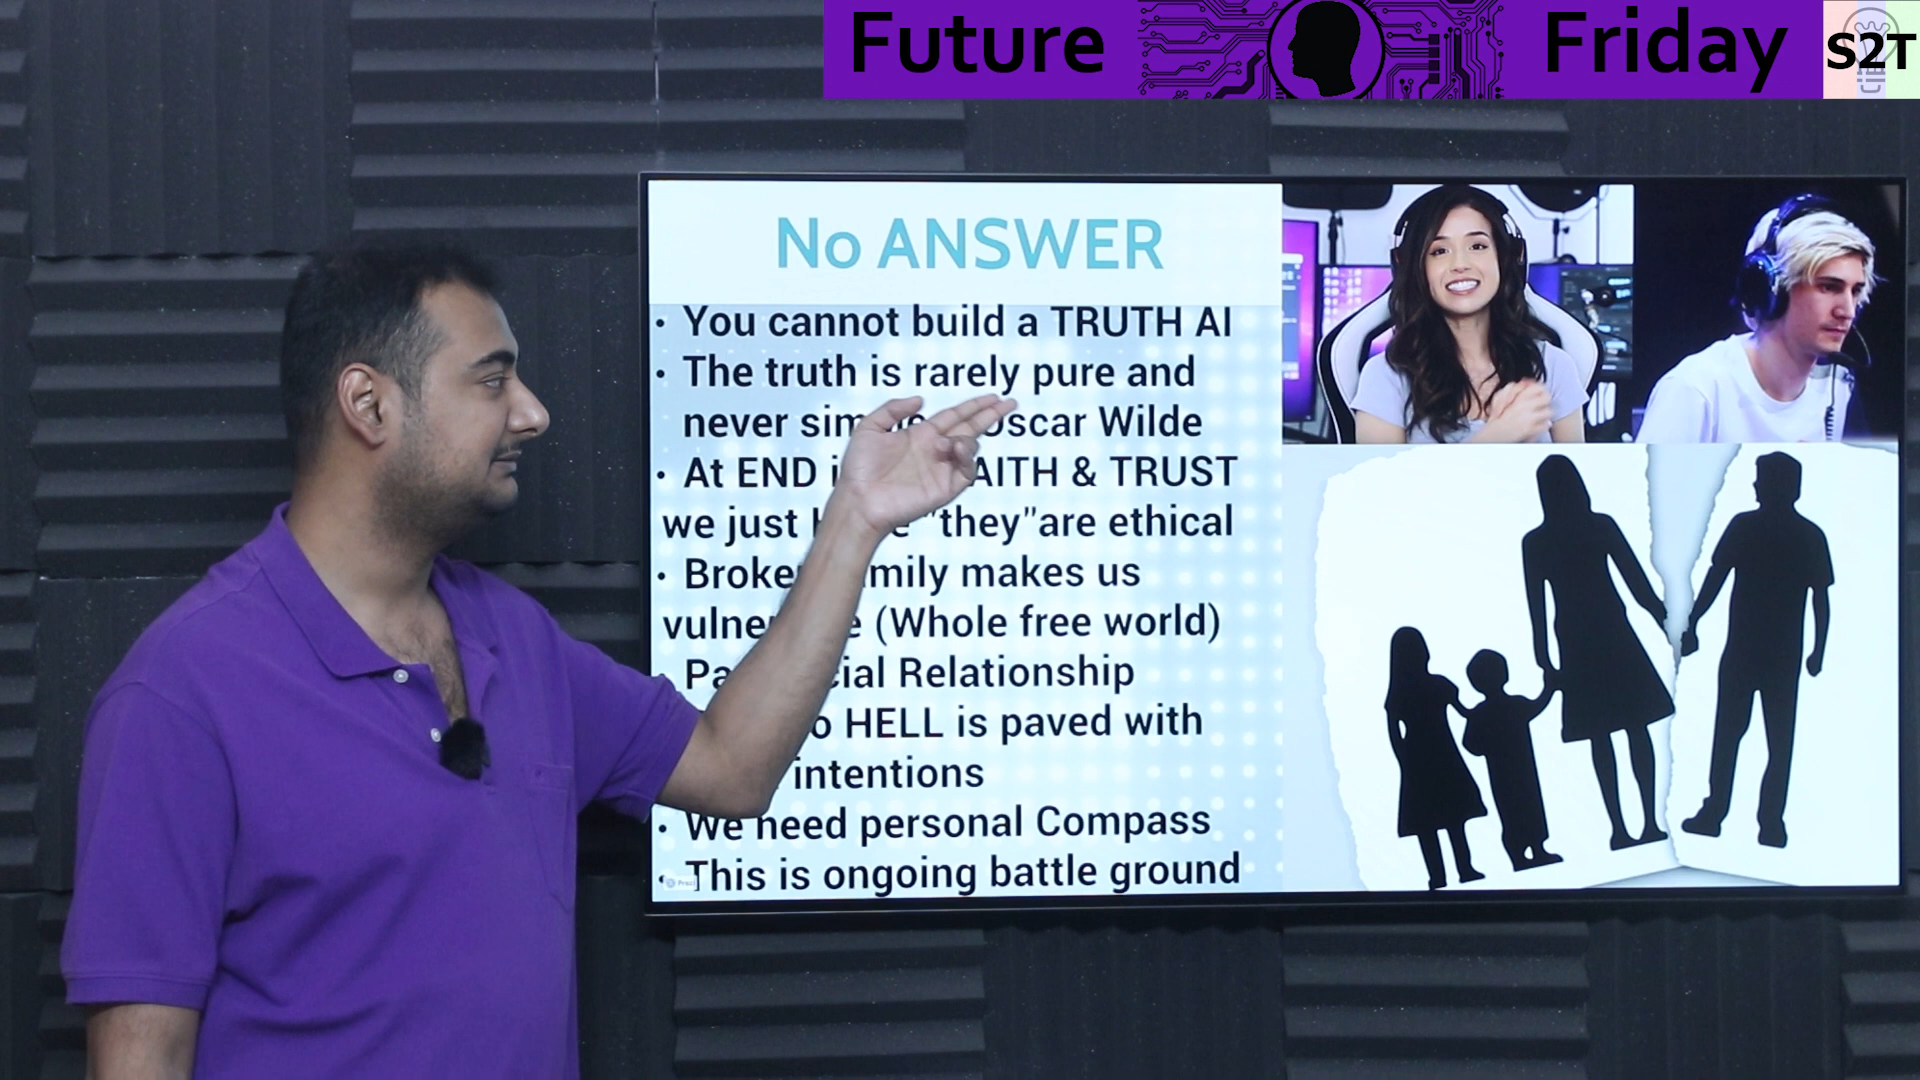 Future Friday S2T
No ANSWER
• You cannot build a TRUTH AI
• The truth is rarely pure and
never Oscar Wilde
• At END FAITH & TRUST
we just "they"are ethical
• makes us
(Whole free world)
Relationship
HELL is paved with
intentions
• We need personal Compass
• This is ongoing battle ground
Prezi